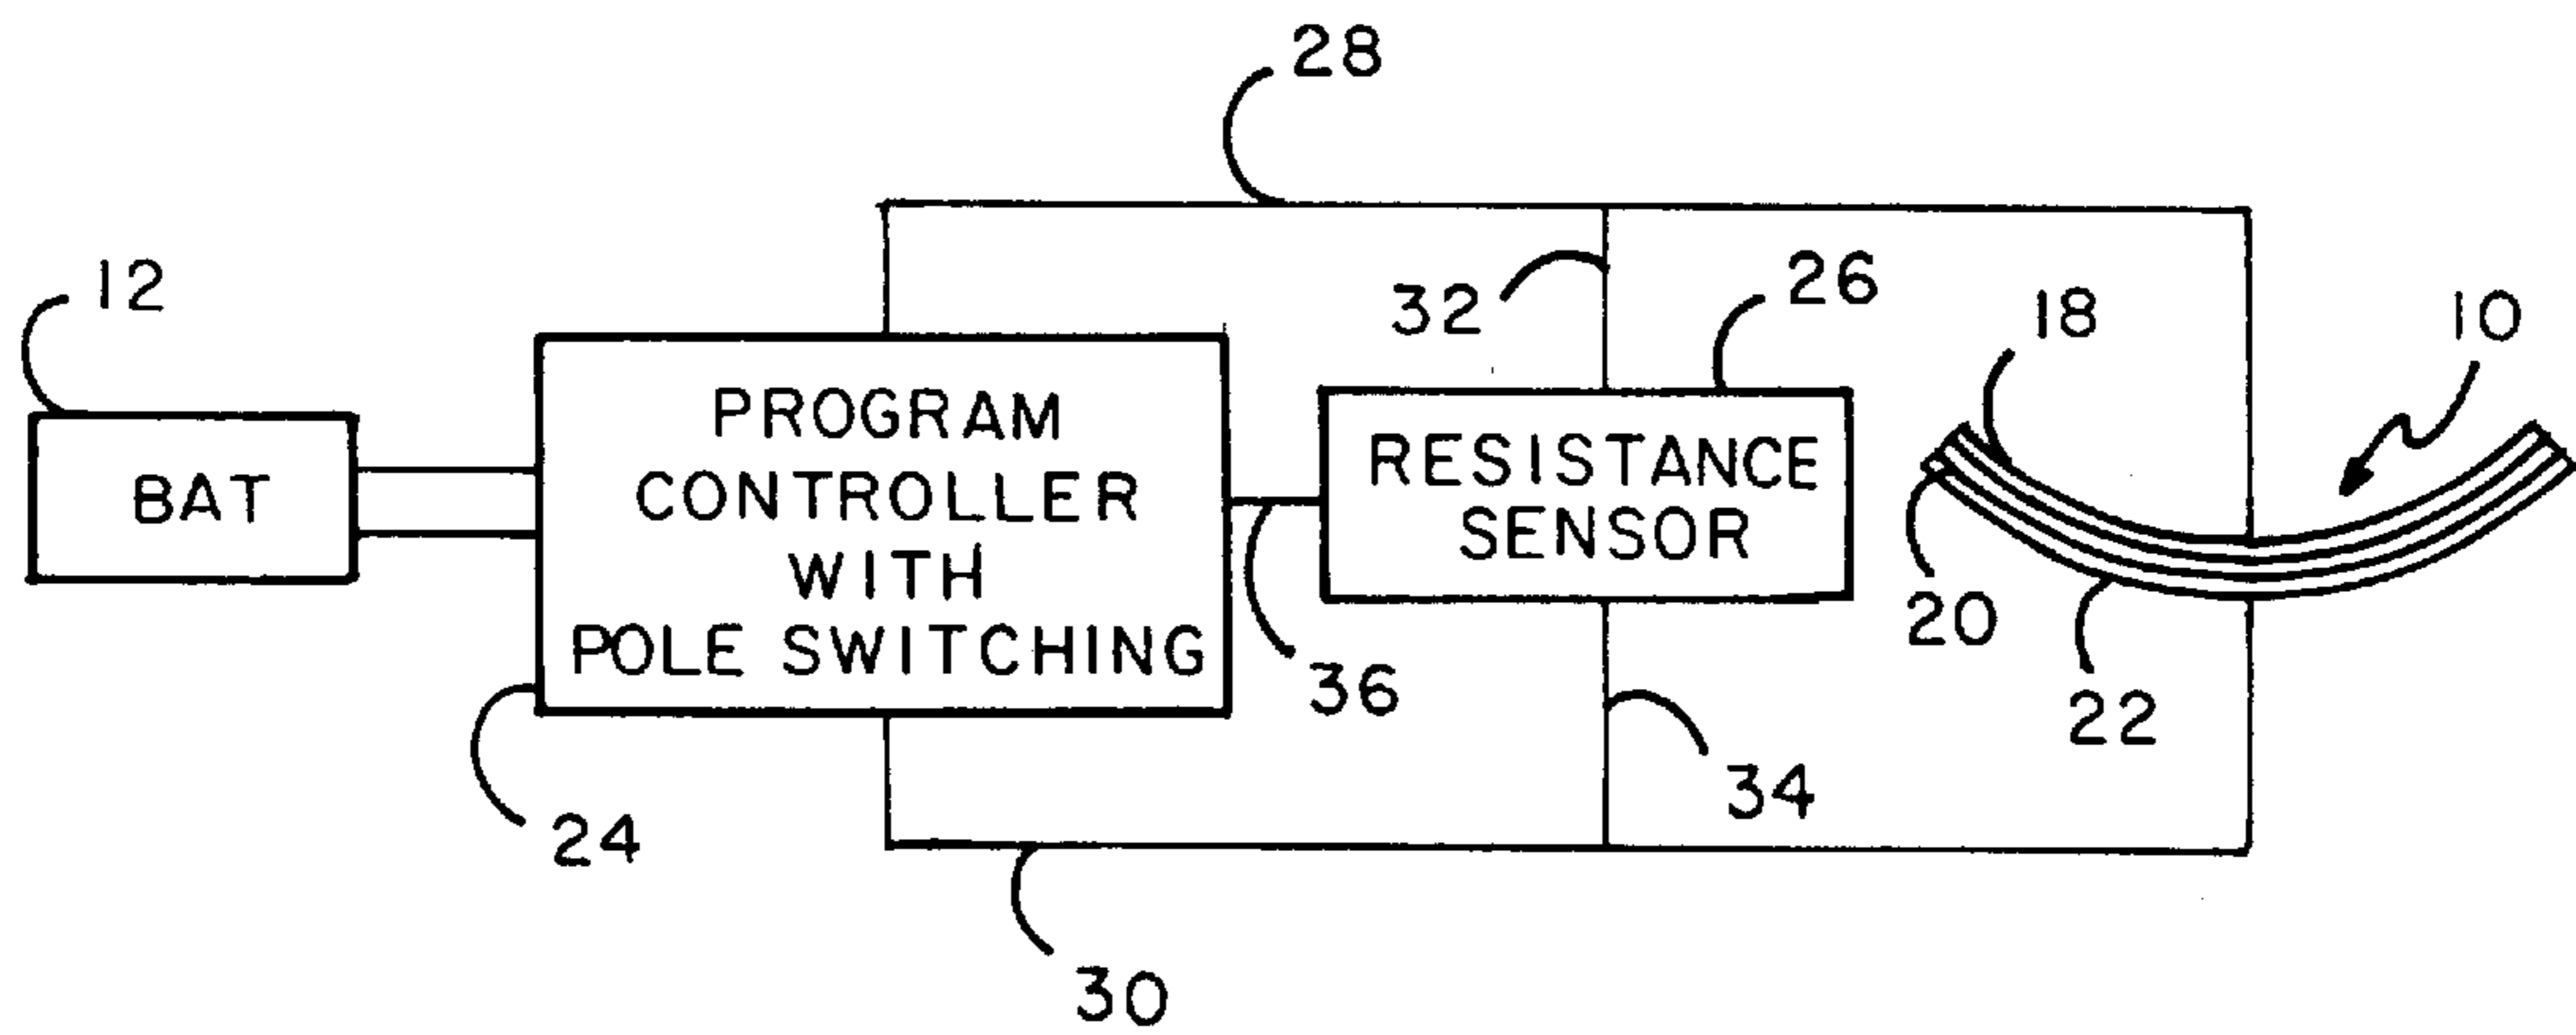 28
12
32
26
18
10
BAT
PROGRAM
CONTROLLER
WITH
POLE SWITCHING
RESISTANCE
SENSOR
20
36
22
34
24
30